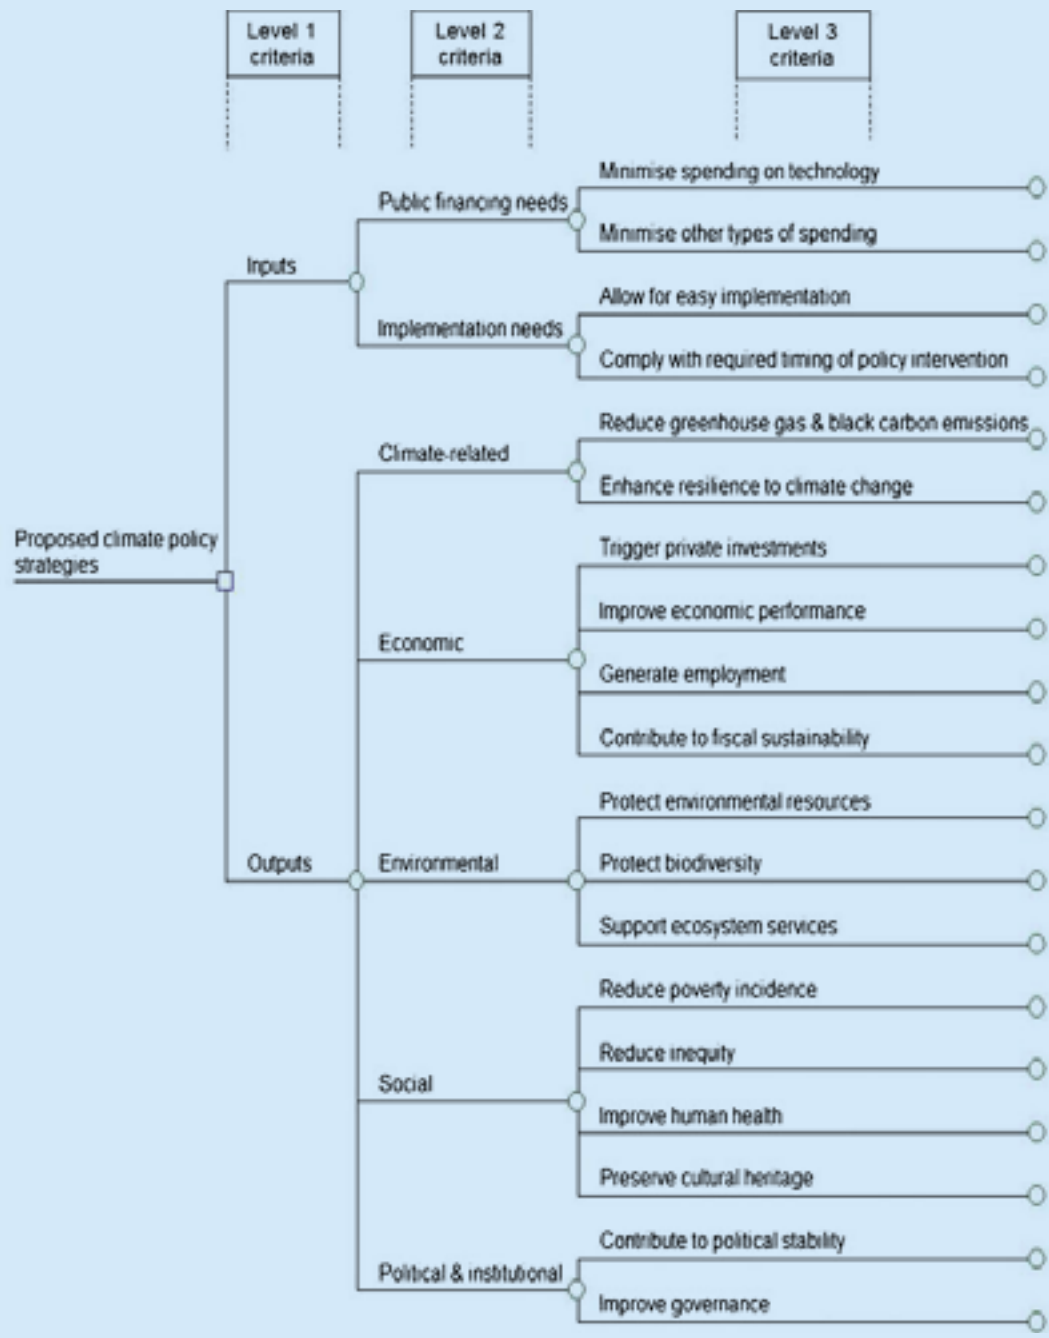 Level 1
criteria
Level 2
criteria
Level 3
criteria
Minimise spending on technology
Public financing needs
Minimise other types of spending
Inputs
Allow for easy implementation
Implementation needs
Comply with required timing of policy intervention
Reduce greenhouse gas & black carbon emissions
Climate-related
Enhance resilience to climate change
Proposed climate policy
strategies
Trigger private investments
Improve economic performance
Economic
Generate employment
Contribute to fiscal sustainability
Protect environmental resources
Outputs
Environmental
Protect biodiversity
Support ecosystem services
Reduce poverty incidence
Reduce inequity
Social
Improve human health
Preserve cultural heritage
Contribute to political stability
Political & institutional
Improve governance